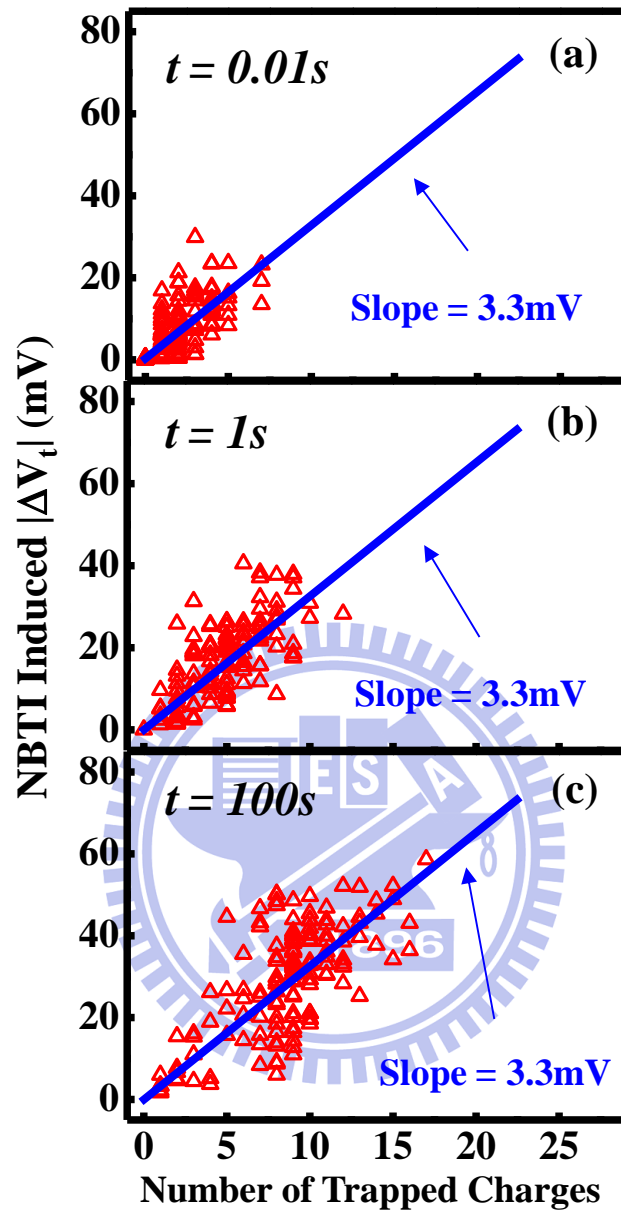 NBTI Induced |ΔVt| (mV)
80
60
40
20
0
t = 0.01s
(a)
Slope = 3.3mV
80
60
40
20
0
t = 1s
(b)
Slope = 3.3mV
80
60
40
20
0
t = 100s
(c)
Slope = 3.3mV
ES
A
896
0 5 10 15 20 25
Number of Trapped Charges